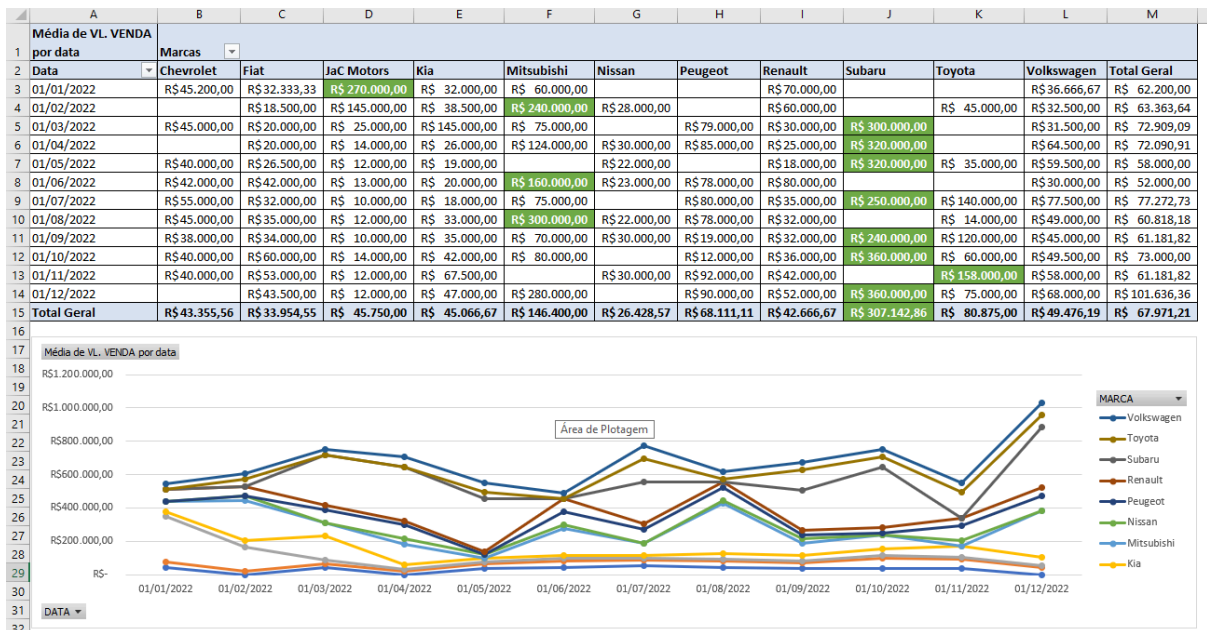 A B C D E F G H I J K L M
Média de VL. VENDA
1 por data Marcas
2 Data Chevrolet Fiat JaC Motors Kia Mitsubishi Nissan Peugeot Renault Subaru Toyota Volkswagen Total Geral
3 01/01/2022 R$45.200,00 R$32.333,33 R$ 270.000,00 R$ 32.000,00 R$ 60.000,00 R$70.000,00 R$36.666,67 R$ 62.200,00
4 01/02/2022 R$18.500,00 R$145.000,00 R$ 38.500,00 R$ 240.000,00 R$28.000,00 R$60.000,00 R$ 45.000,00 R$32.500,00 R$ 63.363,64
5 01/03/2022 R$45.000,00 R$20.000,00 R$ 25.000,00 R$145.000,00 R$ 75.000,00 R$79.000,00 R$30.000,00 R$ 300.000,00 R$31.500,00 R$ 72.909,09
6 01/04/2022 R$20.000,00 R$ 14.000,00 R$ 26.000,00 R$ 124.000,00 R$30.000,00 R$85.000,00 R$25.000,00 R$ 320.000,00 R$64.500,00 R$ 72.090,91
7 01/05/2022 R$40.000,00 R$26.500,00 R$ 12.000,00 R$ 19.000,00 R$22.000,00 R$18.000,00 R$ 320.000,00 R$ 35.000,00 R$59.500,00 R$ 58.000,00
8 01/06/2022 R$42.000,00 R$42.000,00 R$ 13.000,00 R$ 20.000,00 R$ 160.000,00 R$23.000,00 R$78.000,00 R$80.000,00 R$30.000,00 R$ 52.000,00
9 01/07/2022 R$55.000,00 R$32.000,00 R$ 10.000,00 R$ 18.000,00 R$ 75.000,00 R$80.000,00 R$35.000,00 R$ 250.000,00 R$ 140.000,00 R$77.500,00 R$ 77.272,73
10 01/08/2022 R$45.000,00 R$35.000,00 R$ 12.000,00 R$ 33.000,00 R$ 300.000,00 R$22.000,00 R$78.000,00 R$32.000,00 R$ 14.000,00 R$49.000,00 R$ 60.818,18
11 01/09/2022 R$38.000,00 R$34.000,00 R$ 10.000,00 R$ 35.000,00 R$ 70.000,00 R$30.000,00 R$19.000,00 R$32.000,00 R$ 240.000,00 R$ 120.000,00 R$45.000,00 R$ 61.181,82
12 01/10/2022 R$40.000,00 R$60.000,00 R$ 14.000,00 R$ 42.000,00 R$ 80.000,00 R$12.000,00 R$36.000,00 R$ 360.000,00 R$ 60.000,00 R$49.500,00 R$ 73.000,00
13 01/11/2022 R$40.000,00 R$53.000,00 R$ 12.000,00 R$ 67.500,00 R$30.000,00 R$92.000,00 R$42.000,00 R$ 158.000,00 R$58.000,00 R$ 61.181,82
14 01/12/2022 R$43.500,00 R$ 12.000,00 R$ 47.000,00 R$ 280.000,00 R$90.000,00 R$52.000,00 R$ 360.000,00 R$ 75.000,00 R$68.000,00 R$101.636,36
15 Total Geral R$43.355,56 R$33.954,55 R$ 45.750,00 R$ 45.066,67 R$ 146.400,00 R$26.428,57 R$68.111,11 R$42.666,67 R$ 307.142,86 R$ 80.875,00 R$49.476,19 R$ 67.971,21
16
17 Média de VL. VENDA por data
18 R$1.200.000,00
19
20 R$1.000.000,00 MARCA
21 Área de Plotagem Volkswagen
22 R$800.000,00 Toyota
23 Subaru
24 R$600.000,00 Renault
25 R$400.000,00 Peugeot
26 Nissan
27 R$200.000,00 Mitsubishi
28 Kia
29 R$-
30 01/01/2022 01/02/2022 01/03/2022 01/04/2022 01/05/2022 01/06/2022 01/07/2022 01/08/2022 01/09/2022 01/10/2022 01/11/2022 01/12/2022
31 DATA
32